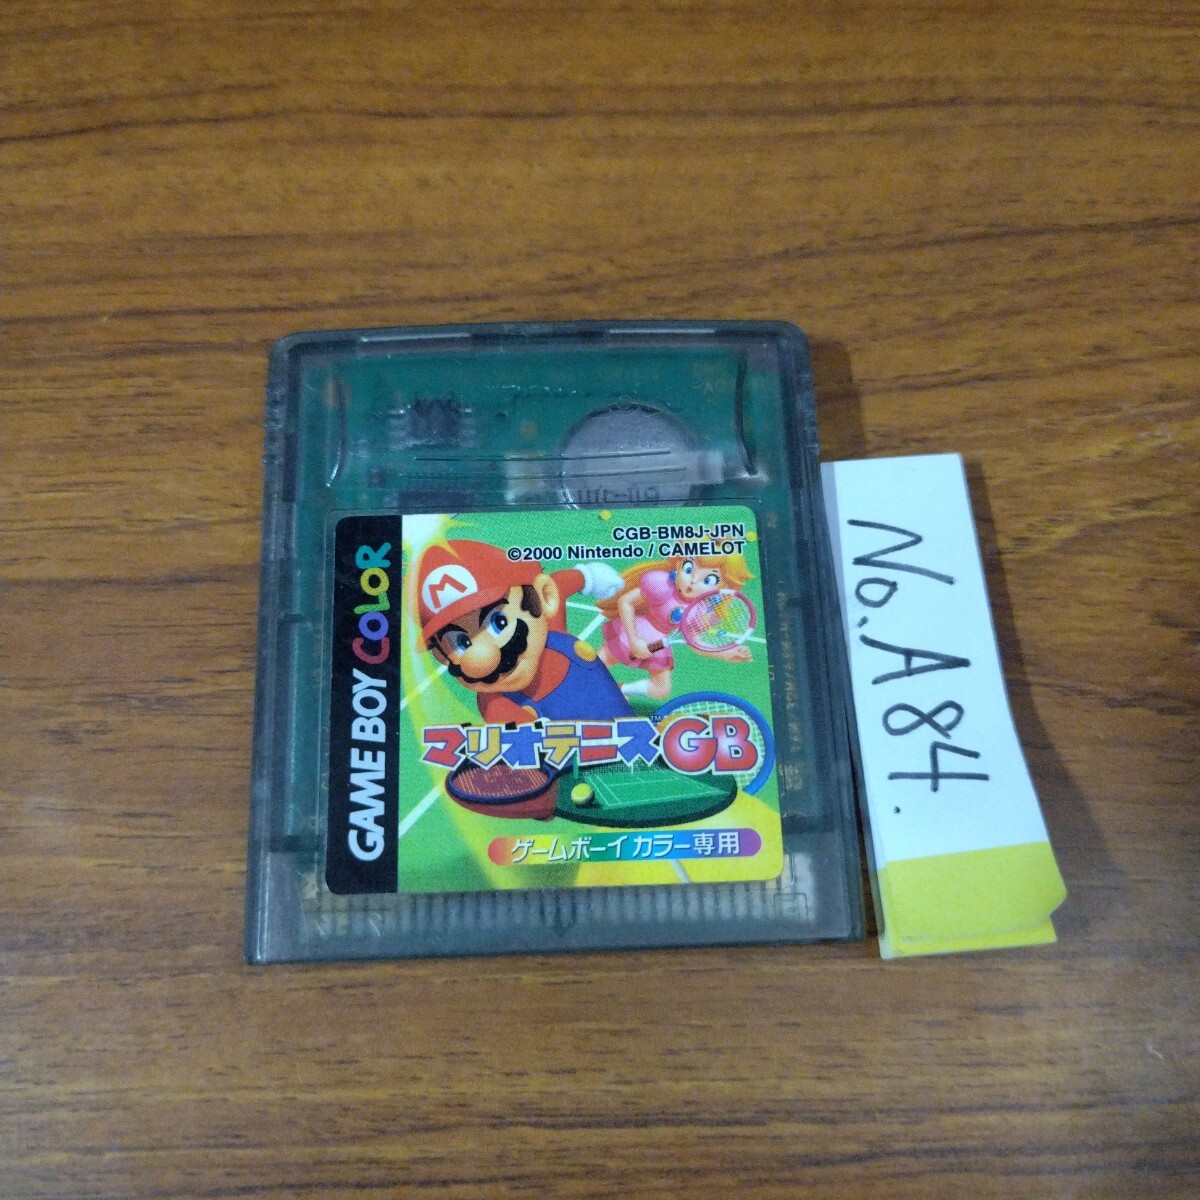 CGB-BM8J-JPN
©2000 Nintendo / CAMELOT
GAME BOY COLOR
M
マリオテニスGB
TM
ゲームボーイカラー専用
No. A84.